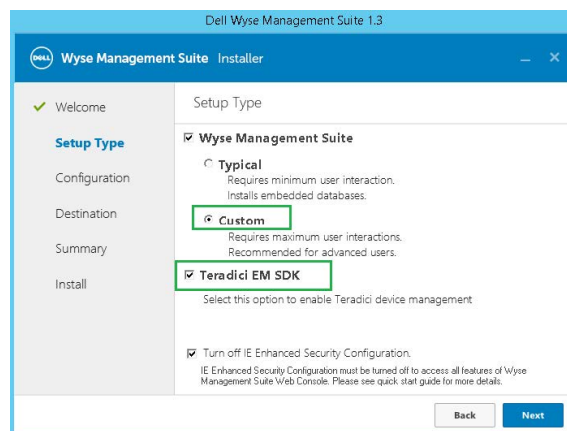 Dell Wyse Management Suite 1.3
DELL Wyse Management Suite Installer
Welcome
Setup Type
Configuration
Destination
Summary
Install
Setup Type
Wyse Management Suite
Typical
Requires minimum user interaction.
Installs embedded databases.
Custom
Requires maximum user interactions.
Recommended for advanced users.
Teradici EM SDK
Select this option to enable Teradici device management
Turn off IE Enhanced Security Configuration.
IE Enhanced Security Configuration must be turned off to access all features of Wyse
Management Suite Web Console. Please see quick start guide for more details.
Back Next